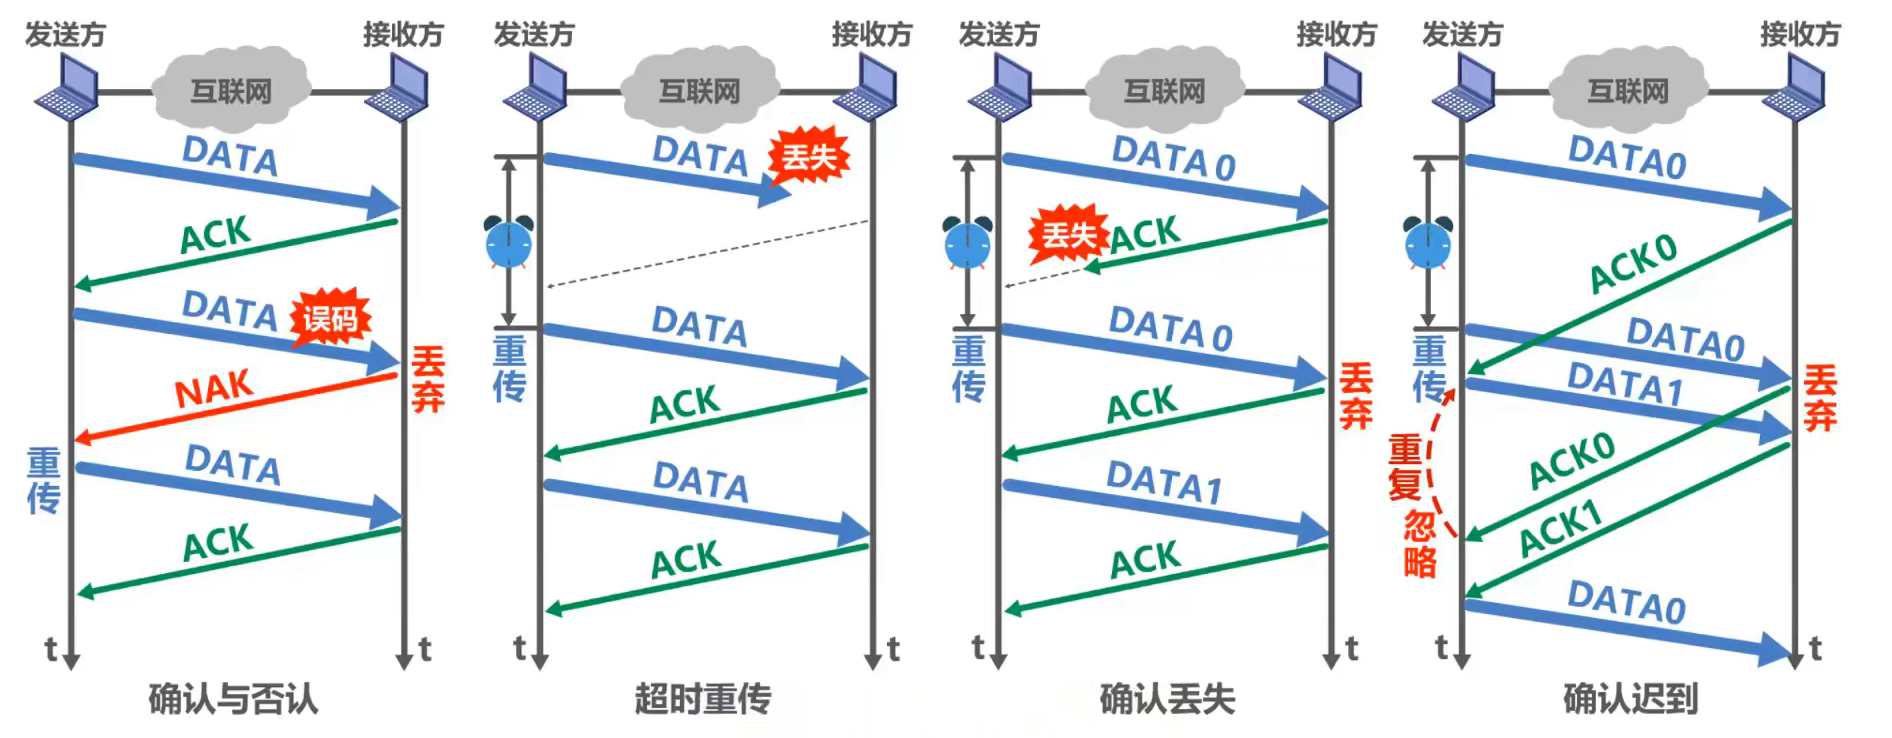 发送方
接收方
互联网
DATA
ACK
DATA
误码
丢弃
NAK
重传
DATA
ACK
t
t
确认与否认
发送方
接收方
互联网
DATA
丢失
重传
DATA
ACK
DATA
ACK
t
t
超时重传
发送方
接收方
互联网
DATA 0
丢失
ACK
重传
DATA 0
丢弃
ACK
DATA1
ACK
t
t
确认丢失
发送方
接收方
互联网
DATA0
ACK0
重传
DATA0
DATA1
丢弃
重复
忽略
ACK0
ACK1
DATA0
t
t
确认迟到